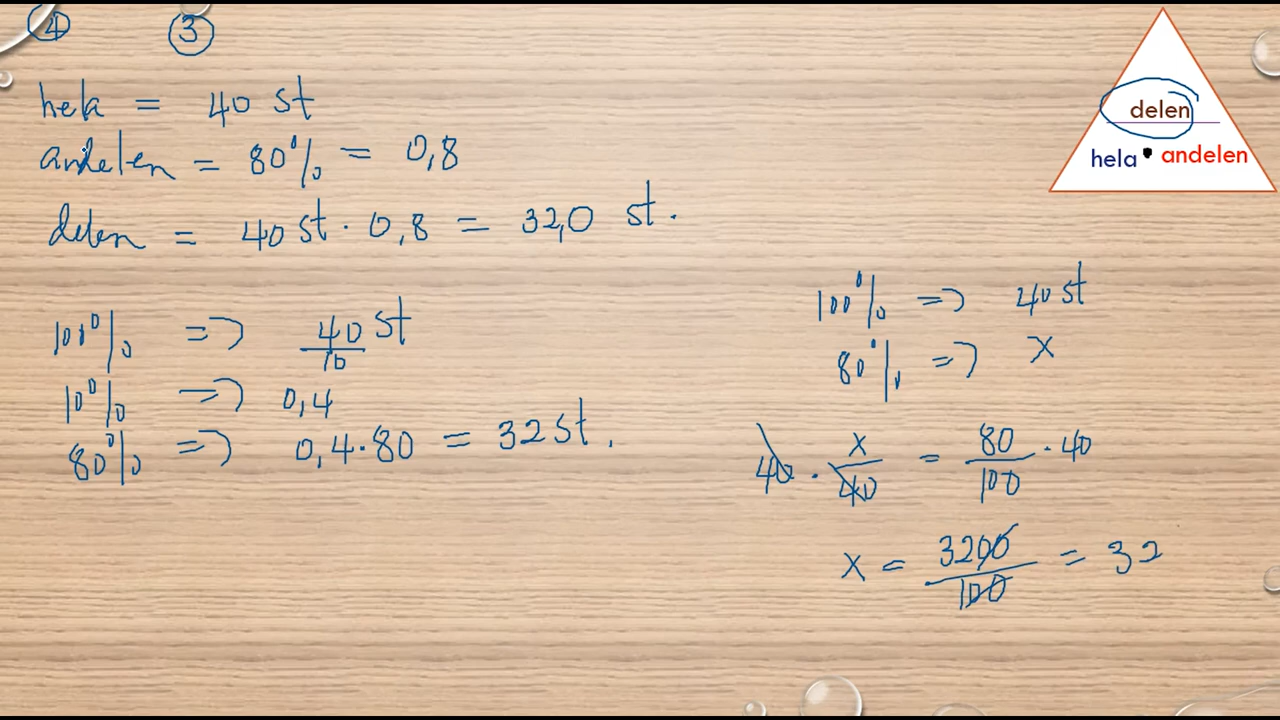 ④ ③
hela = 40 st
andelen = 80% = 0,8
delen = 40 st · 0,8 = 32,0 st.
100% => 40 st / 10
10% => 0,4
80% => 0,4 · 80 = 32 st.
delen
hela • andelen
100% => 40 st
80% => x
40 · x/40 = 80/100 · 40
x = 3200/100 = 32